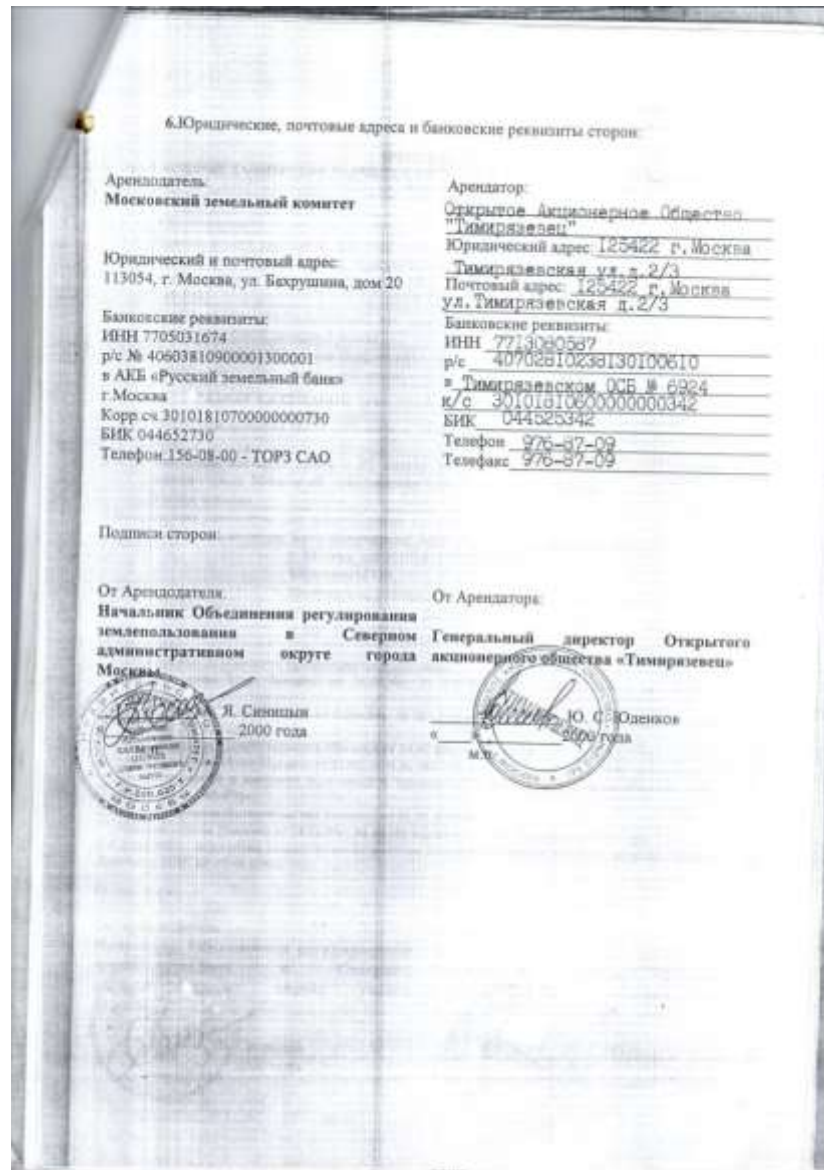 6.Юридические, почтовые адреса и банковские реквизиты сторон:
Арендодатель:
Московский земельный комитет
Юридический и почтовый адрес:
113054, г. Москва, ул. Бахрушина, дом 20
Банковские реквизиты:
ИНН 7705031674
р/с № 40603810900001300001
в АКБ «Русский земельный банк»
г.Москва
Корр.сч 30101810700000000730
БИК 044652730
Телефон 156-08-00 - ТОРЗ САО
Арендатор:
Открытое Акционерное Общество
"Тимирязевец"
Юридический адрес: I25422 г.Москва
Тимирязевская ул.д.2/3
Почтовый адрес: I25422 г.Москва
ул.Тимирязевская д.2/3
Банковские реквизиты:
ИНН 7713080587
р/с 40702810238130100610
в Тимирязевском ОСБ № 6924
к/с 30101810600000000342
БИК 044525342
Телефон 976-87-09
Телефакс 976-87-09
Подписи сторон:
От Арендодателя:
Начальник Объединения регулирования
землепользования в Северном
административном округе города
Москвы
Я. Синицын
2000 года
От Арендатора:
Генеральный директор Открытого
акционерного общества «Тимирязевец»
Ю. С. Юденков
« 2000 года
М.П.